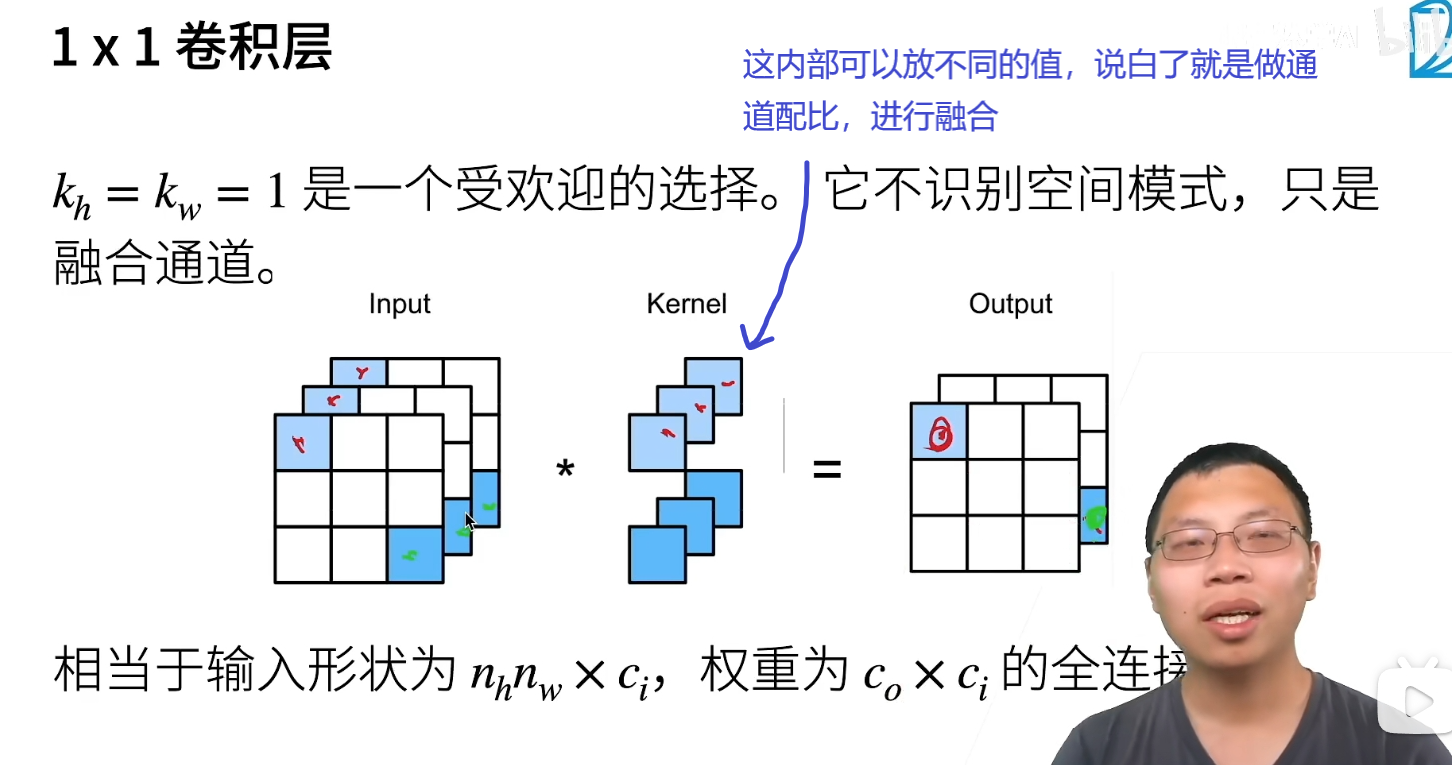 1 x 1 卷积层
这内部可以放不同的值，说白了就是做通
道配比，进行融合
k_h = k_w = 1 是一个受欢迎的选择。它不识别空间模式，只是
融合通道。
Input Kernel Output
* =
相当于输入形状为 n_h n_w × c_i，权重为 c_o × c_i 的全连接